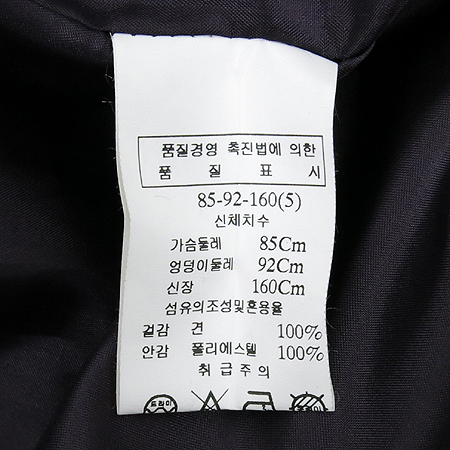 품질경영 촉진법에 의한
품 질 표 시
85-92-160(5)
신체치수
가슴둘레 85Cm
엉덩이둘레 92Cm
신장 160Cm
섬유의조성및혼용율
겉감 견 100%
안감 폴리에스텔 100%
취급주의
드라이